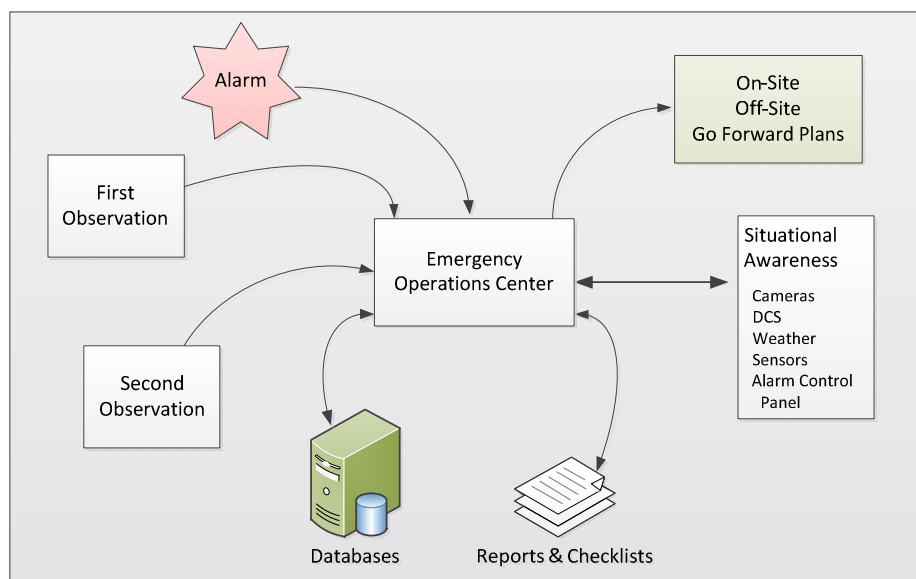 Alarm
On-Site
Off-Site
Go Forward Plans
First
Observation
Emergency
Operations Center
Situational
Awareness
Cameras
DCS
Weather
Sensors
Alarm Control
Panel
Second
Observation
Databases
Reports & Checklists